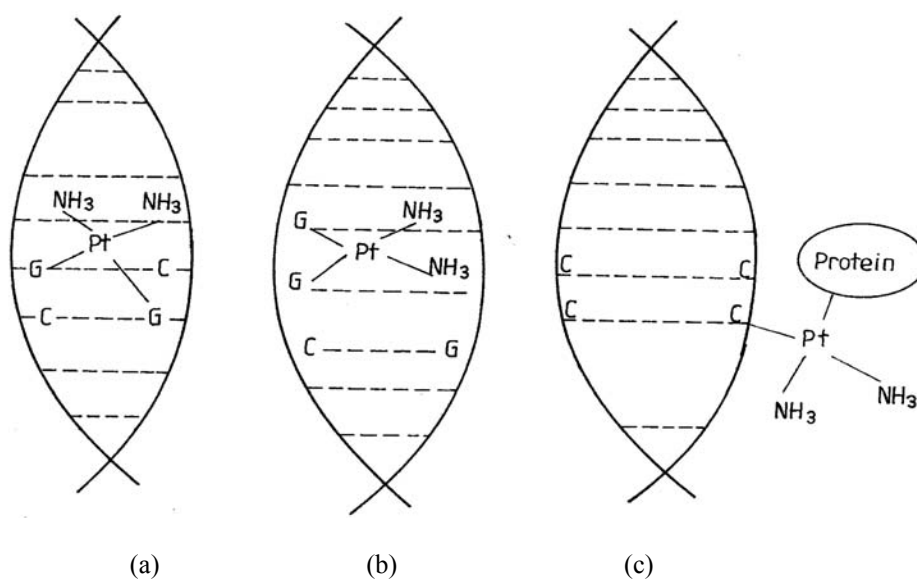 NH3 NH3
Pt
G C
C G
(a)
G NH3
Pt
G NH3
C G
(b)
C C
C C
Protein
Pt
NH3 NH3
(c)